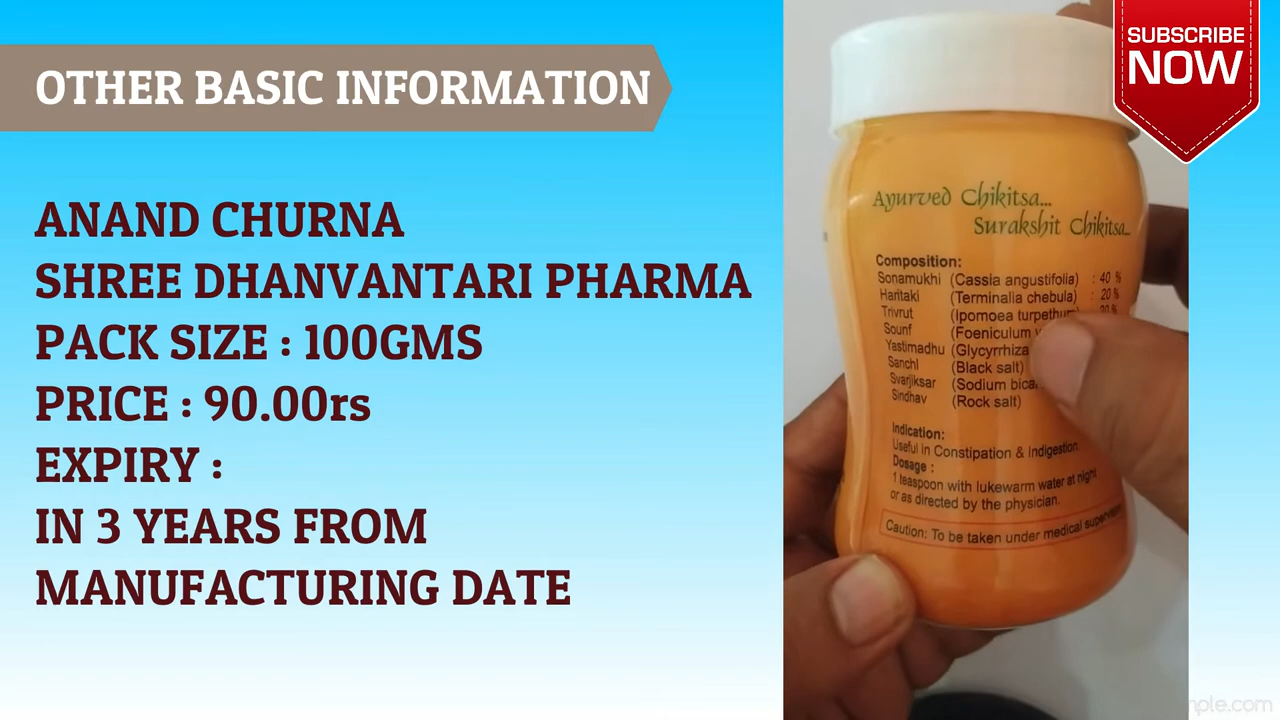 OTHER BASIC INFORMATION
ANAND CHURNA
SHREE DHANVANTARI PHARMA
PACK SIZE : 100GMS
PRICE : 90.00rs
EXPIRY :
IN 3 YEARS FROM
MANUFACTURING DATE
SUBSCRIBE
NOW
Ayurved Chikitsa...
Surakshit Chikitsa...
Composition:
Sonamukhi (Cassia angustifolia) : 40 %
Haritaki (Terminalia chebula) : 20 %
Trivrut (Ipomoea turpethum
Sounf (Foeniculum
Yastimadhu (Glycyrrhiza
Sanchl (Black salt)
Svarjiksar (Sodium
Sindhav (Rock salt)
Indication:
Useful in Constipation & Indigestion
Dosage :
1 teaspoon with lukewarm water at night
or as directed by the physician.
Caution: To be taken under medical